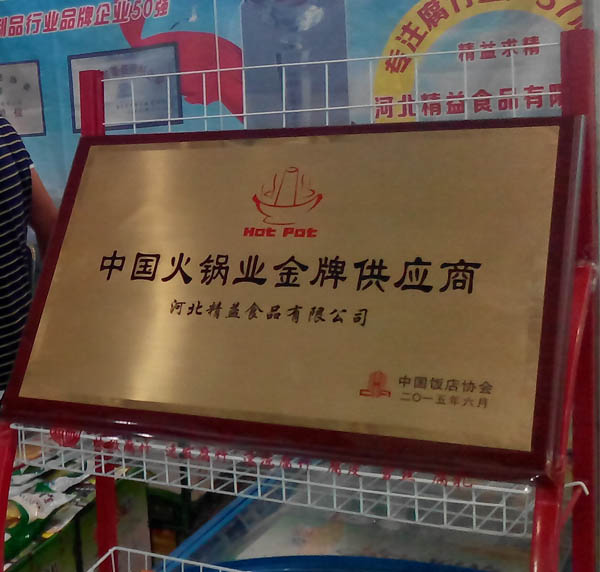 制品行业品牌企业50强
专注腐
精益求精
河北精益食品有限
Hot Pot
中国火锅业金牌供应商
河北精益食品有限公司
中国饭店协会
二〇一五年六月